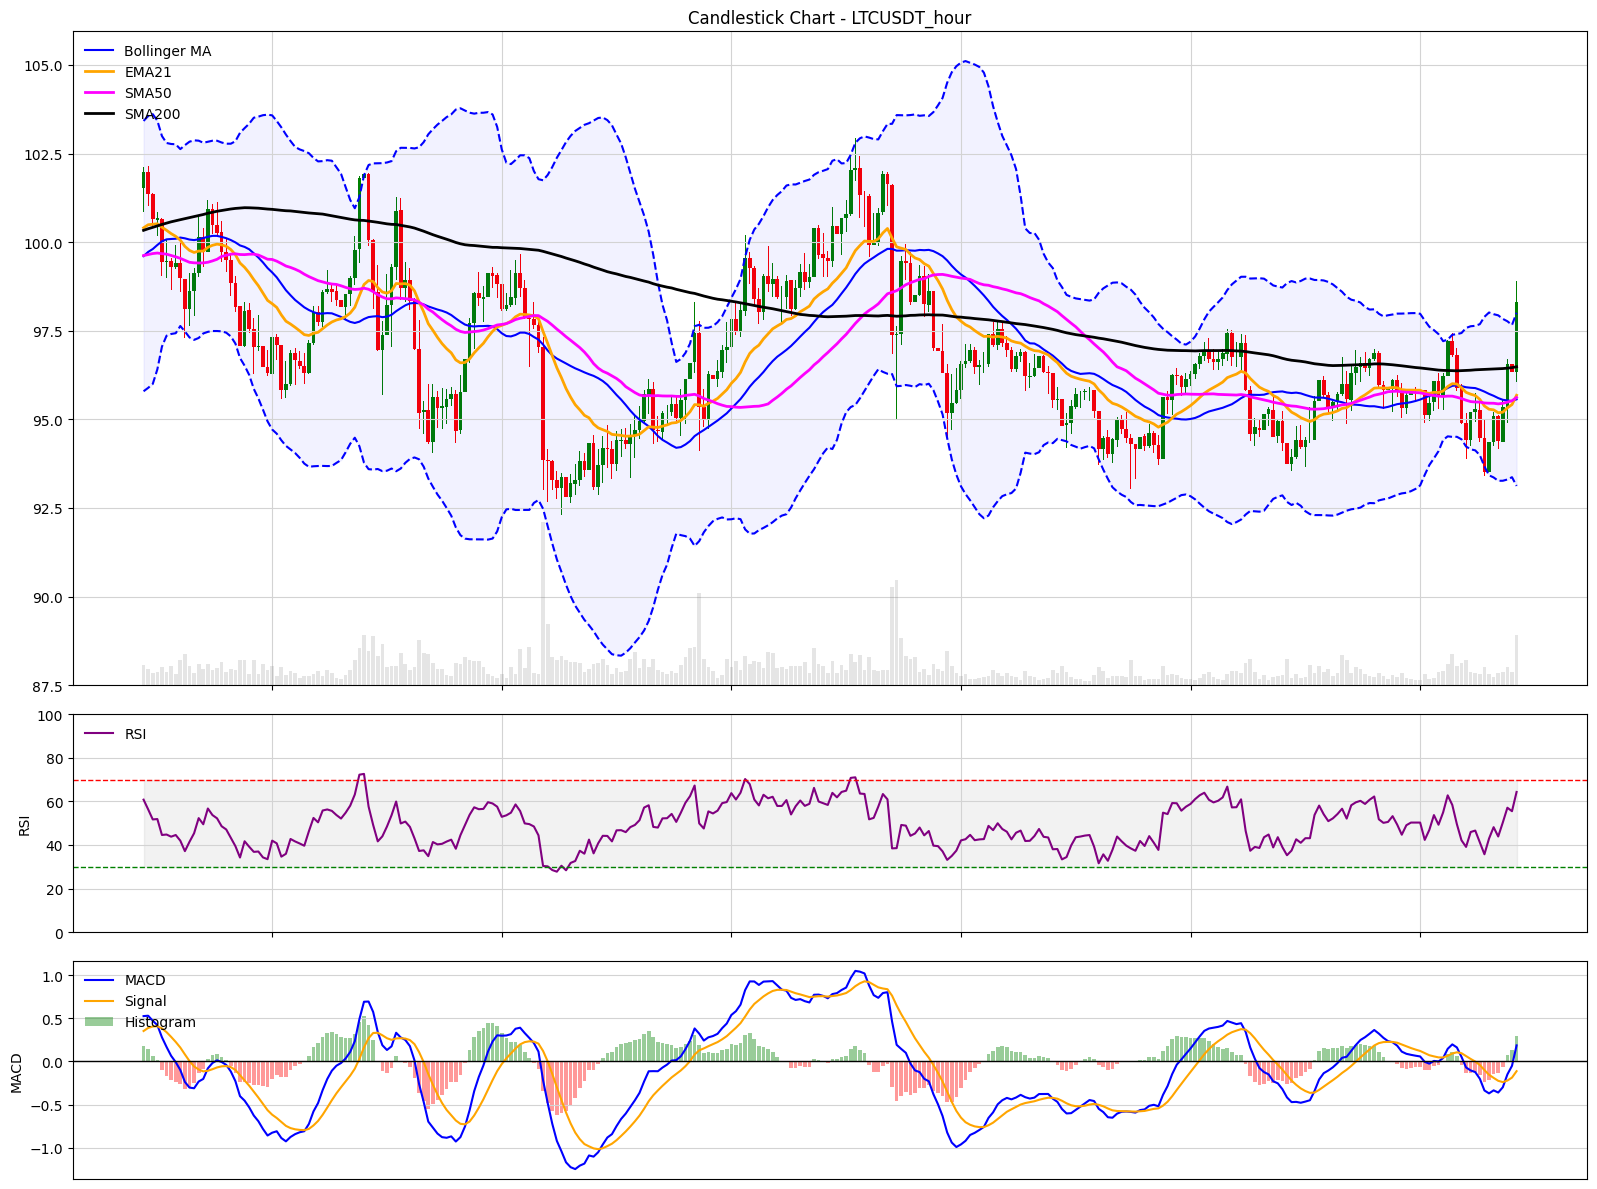 Candlestick Chart - LTCUSDT_hour
Bollinger MA
EMA21
SMA50
SMA200
105.0
102.5
100.0
97.5
95.0
92.5
90.0
87.5
RSI
RSI
100
80
60
40
20
0
MACD
Signal
Histogram
MACD
1.0
0.5
0.0
−0.5
−1.0